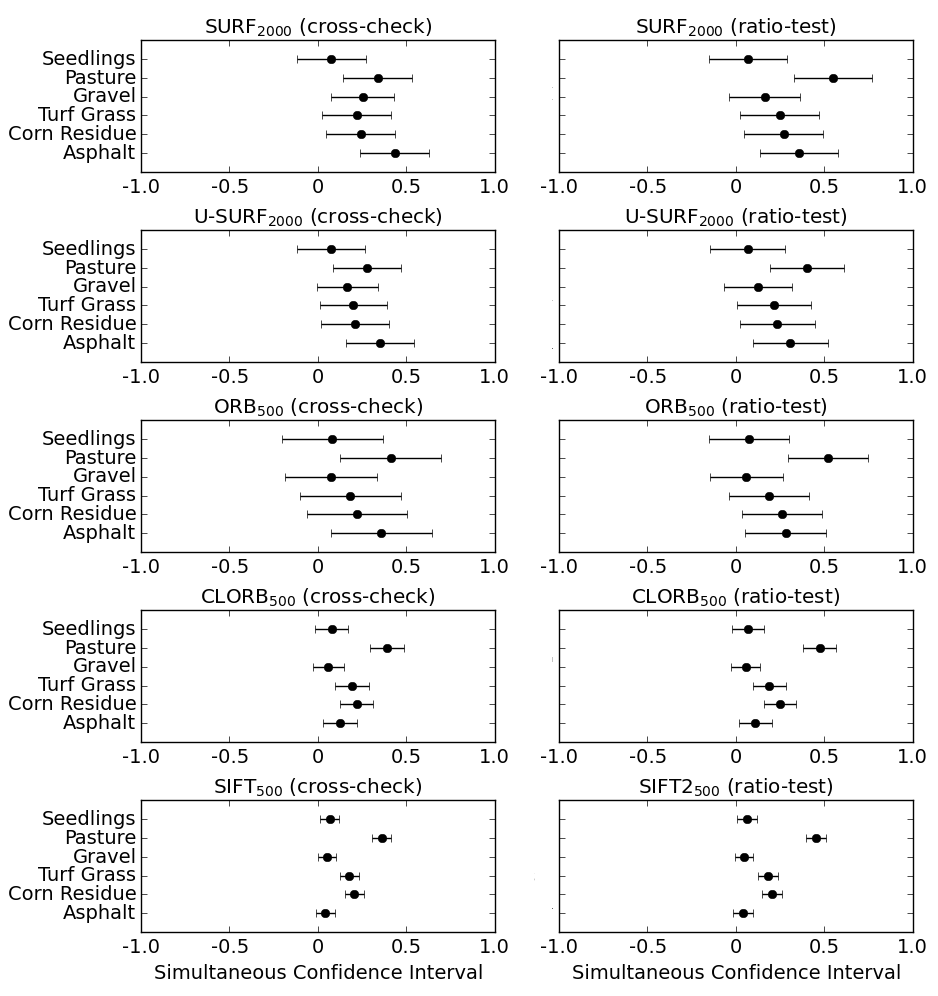 SURF2000 (cross-check) SURF2000 (ratio-test)
Seedlings
Pasture
Gravel
Turf Grass
Corn Residue
Asphalt
-1.0 -0.5 0 0.5 1.0 -1.0 -0.5 0 0.5 1.0
U-SURF2000 (cross-check) U-SURF2000 (ratio-test)
Seedlings
Pasture
Gravel
Turf Grass
Corn Residue
Asphalt
-1.0 -0.5 0 0.5 1.0 -1.0 -0.5 0 0.5 1.0
ORB500 (cross-check) ORB500 (ratio-test)
Seedlings
Pasture
Gravel
Turf Grass
Corn Residue
Asphalt
-1.0 -0.5 0 0.5 1.0 -1.0 -0.5 0 0.5 1.0
CLORB500 (cross-check) CLORB500 (ratio-test)
Seedlings
Pasture
Gravel
Turf Grass
Corn Residue
Asphalt
-1.0 -0.5 0 0.5 1.0 -1.0 -0.5 0 0.5 1.0
SIFT500 (cross-check) SIFT2500 (ratio-test)
Seedlings
Pasture
Gravel
Turf Grass
Corn Residue
Asphalt
-1.0 -0.5 0 0.5 1.0 -1.0 -0.5 0 0.5 1.0
Simultaneous Confidence Interval Simultaneous Confidence Interval